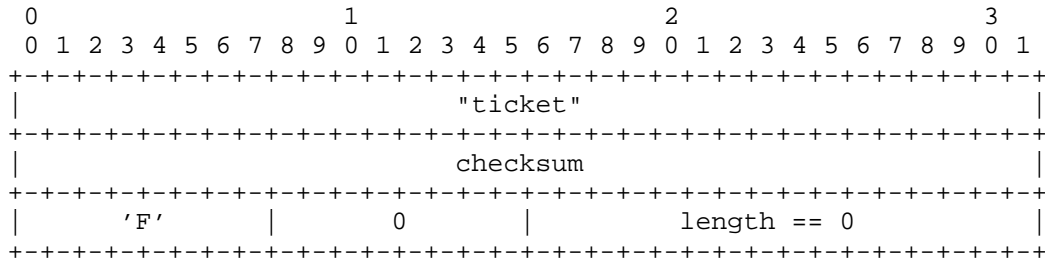 0                   1                   2                   3
 0 1 2 3 4 5 6 7 8 9 0 1 2 3 4 5 6 7 8 9 0 1 2 3 4 5 6 7 8 9 0 1
+-+-+-+-+-+-+-+-+-+-+-+-+-+-+-+-+-+-+-+-+-+-+-+-+-+-+-+-+-+-+-+-+
|                           "ticket"                            |
+-+-+-+-+-+-+-+-+-+-+-+-+-+-+-+-+-+-+-+-+-+-+-+-+-+-+-+-+-+-+-+-+
|                           checksum                            |
+-+-+-+-+-+-+-+-+-+-+-+-+-+-+-+-+-+-+-+-+-+-+-+-+-+-+-+-+-+-+-+-+
|      ’F’      |       0       |         length == 0           |
+-+-+-+-+-+-+-+-+-+-+-+-+-+-+-+-+-+-+-+-+-+-+-+-+-+-+-+-+-+-+-+-+